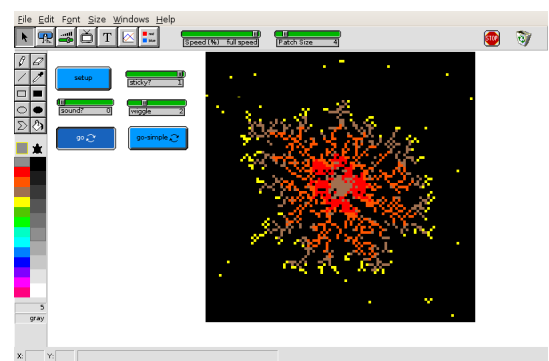 File Edit Font Size Windows Help
T
Speed (%) full speed
Patch Size 4
STOP
setup
sticky? 1
sound? 0
wiggle 2
go
go-simple
5
gray
X: Y: